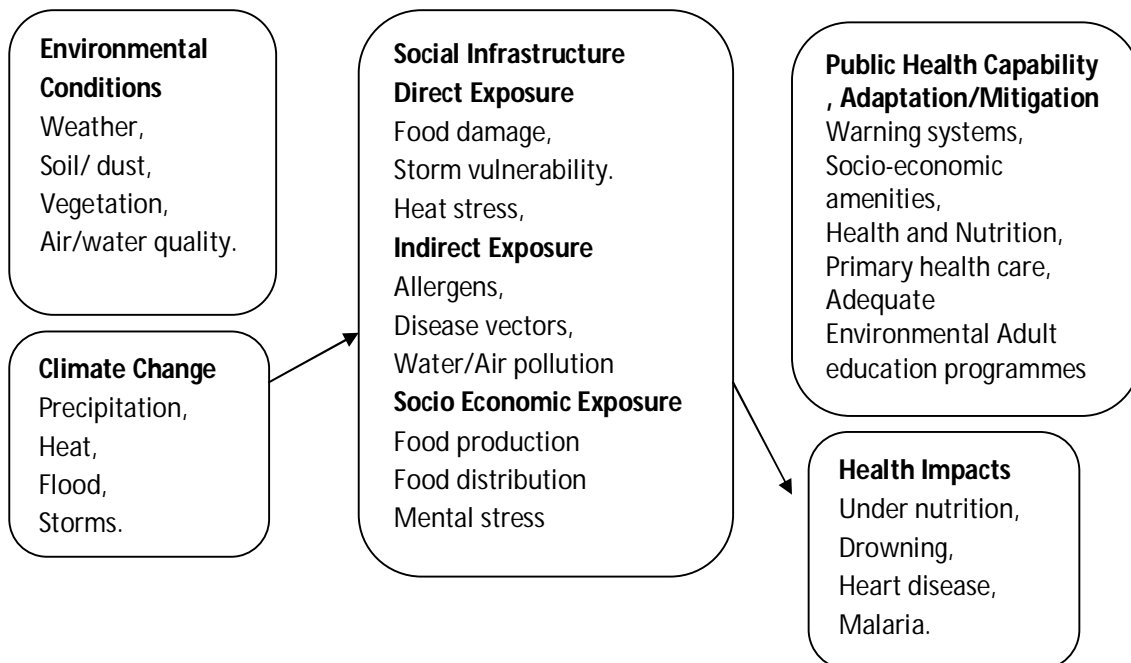 Environmental
Conditions
Weather,
Soil/ dust,
Vegetation,
Air/water quality.
Climate Change
Precipitation,
Heat,
Flood,
Storms.
Social Infrastructure
Direct Exposure
Food damage,
Storm vulnerability.
Heat stress,
Indirect Exposure
Allergens,
Disease vectors,
Water/Air pollution
Socio Economic Exposure
Food production
Food distribution
Mental stress
Public Health Capability
, Adaptation/Mitigation
Warning systems,
Socio-economic
amenities,
Health and Nutrition,
Primary health care,
Adequate
Environmental Adult
education programmes
Health Impacts
Under nutrition,
Drowning,
Heart disease,
Malaria.